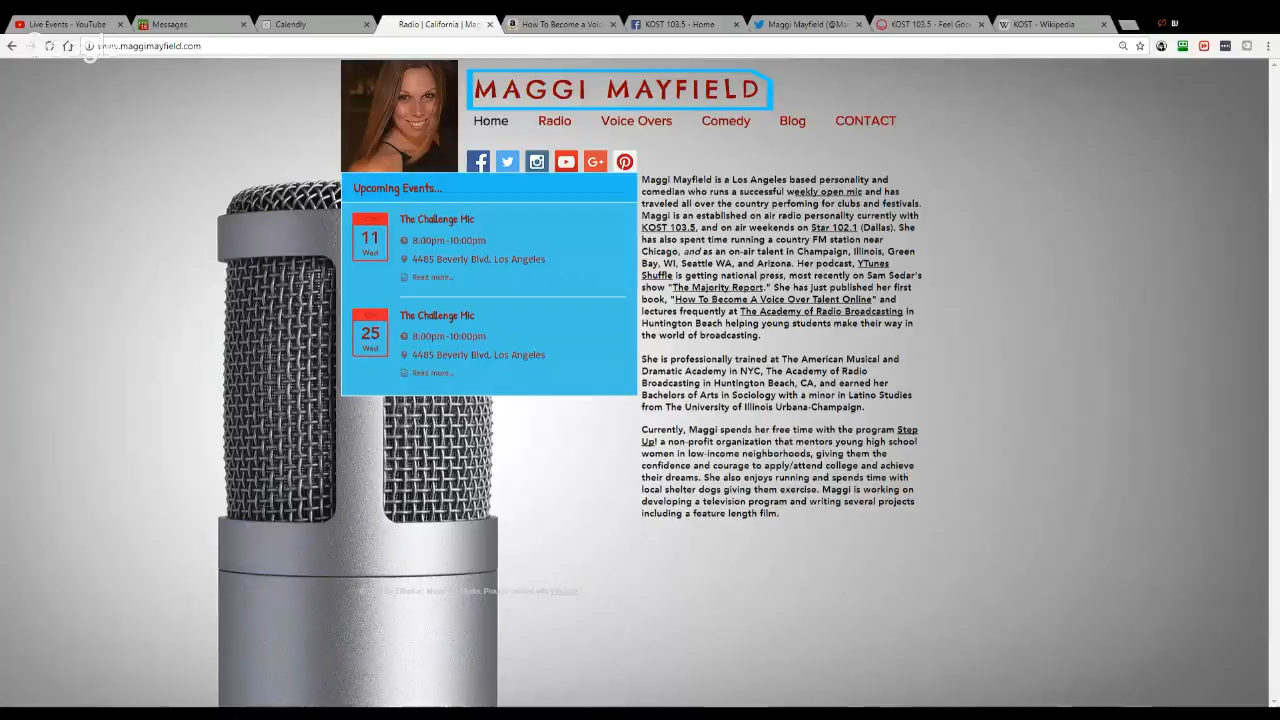 Live Events - YouTube
Messages
Calendly
Radio | California | Mag
How To Become a Voic
KOST 103.5 - Home
Maggi Mayfield (@Ma
KOST 103.5 - Feel Goo
KOST - Wikipedia
BJ
www.maggimayfield.com
MAGGI MAYFIELD
Home Radio Voice Overs Comedy Blog CONTACT
Upcoming Events...
11
Wed
The Challenge Mic
8:00pm-10:00pm
4485 Beverly Blvd. Los Angeles
Read more...
25
Wed
The Challenge Mic
8:00pm-10:00pm
4485 Beverly Blvd. Los Angeles
Read more...
Maggi Mayfield is a Los Angeles based personality and
comedian who runs a successful weekly open mic and has
traveled all over the country perfoming for clubs and festivals.
Maggi is an established on air radio personality currently with
KOST 103.5, and on air weekends on Star 102.1 (Dallas). She
has also spent time running a country FM station near
Chicago, and as an on-air talent in Champaign, Illinois, Green
Bay, WI, Seattle WA, and Arizona. Her podcast, YTunes
Shuffle is getting national press, most recently on Sam Sedar's
show "The Majority Report." She has just published her first
book, "How To Become A Voice Over Talent Online" and
lectures frequently at The Academy of Radio Broadcasting in
Huntington Beach helping young students make their way in
the world of broadcasting.
She is professionally trained at The American Musical and
Dramatic Academy in NYC, The Academy of Radio
Broadcasting in Huntington Beach, CA, and earned her
Bachelors of Arts in Sociology with a minor in Latino Studies
from The University of Illinois Urbana-Champaign.
Currently, Maggi spends her free time with the program Step
Up! a non-profit organization that mentors young high school
women in low-income neighborhoods, giving them the
confidence and courage to apply/attend college and achieve
their dreams. She also enjoys running and spends time with
local shelter dogs giving them exercise. Maggi is working on
developing a television program and writing several projects
including a feature length film.